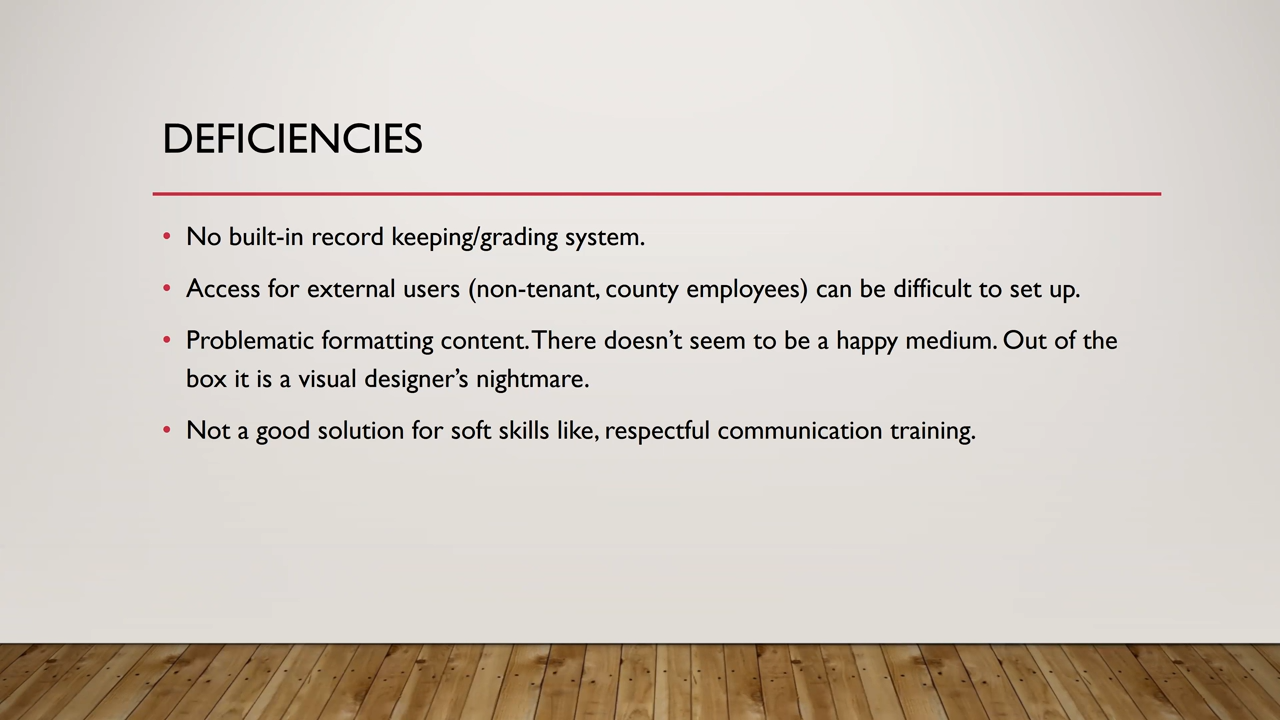 DEFICIENCIES
• No built-in record keeping/grading system.
• Access for external users (non-tenant, county employees) can be difficult to set up.
• Problematic formatting content. There doesn’t seem to be a happy medium. Out of the
box it is a visual designer’s nightmare.
• Not a good solution for soft skills like, respectful communication training.